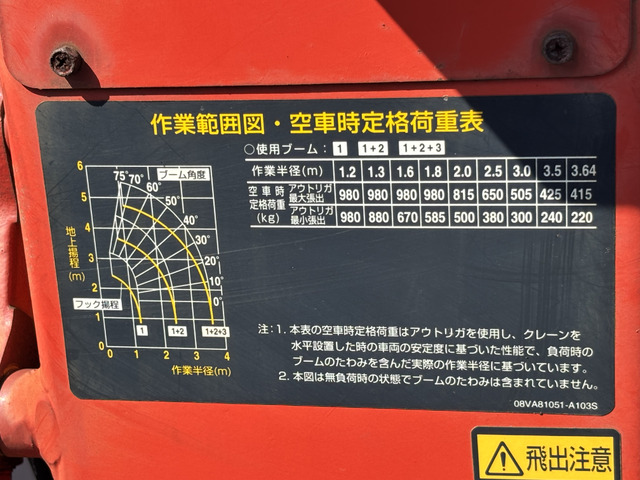 作業範囲図・空車時定格荷重表
○使用ブーム: 1 1+2 1+2+3
作業半径(m) 1.2 1.3 1.6 1.8 2.0 2.5 3.0 3.5 3.64
空車時定格荷重(kg) アウトリガ最大張出 980 980 980 980 815 650 505 425 415
アウトリガ最小張出 980 880 670 585 500 380 300 240 220
ブーム角度
75° 70° 60° 50° 40° 30° 20° 10° 0°
地上揚程(m)
6
5
4
3
2
1
0
フック揚程
1 1+2 1+2+3
0 1 2 3 4
作業半径(m)
注:1. 本表の空車時定格荷重はアウトリガを使用し、クレーンを
水平設置した時の車両の安定度に基づいた性能で、負荷時の
ブームのたわみを含んだ実際の作業半径に基づいています。
2. 本図は無負荷時の状態でブームのたわみは含まれていません。
08VA81051-A103S
飛出注意